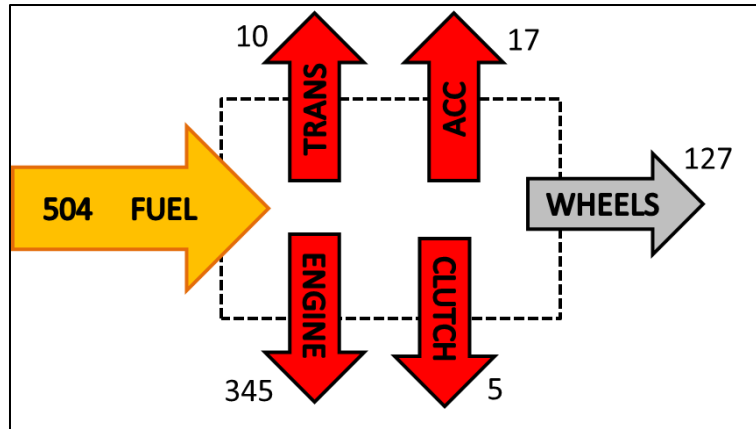 10
TRANS
17
ACC
504 FUEL
127
WHEELS
ENGINE
345
CLUTCH
5